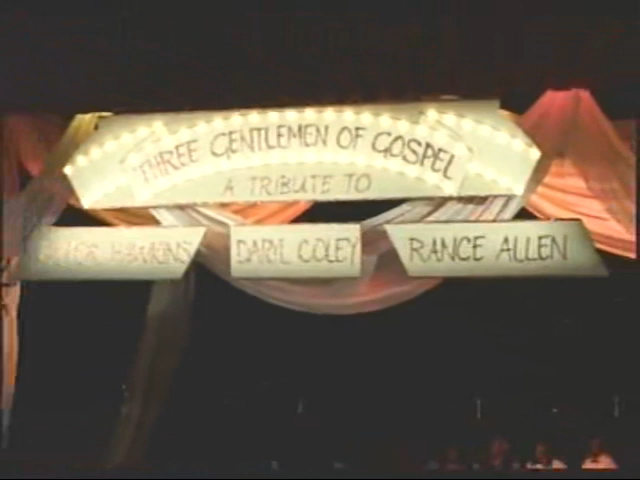 THREE GENTLEMEN OF GOSPEL
A TRIBUTE TO
HAWKINS
DARYL COLEY
RANCE ALLEN